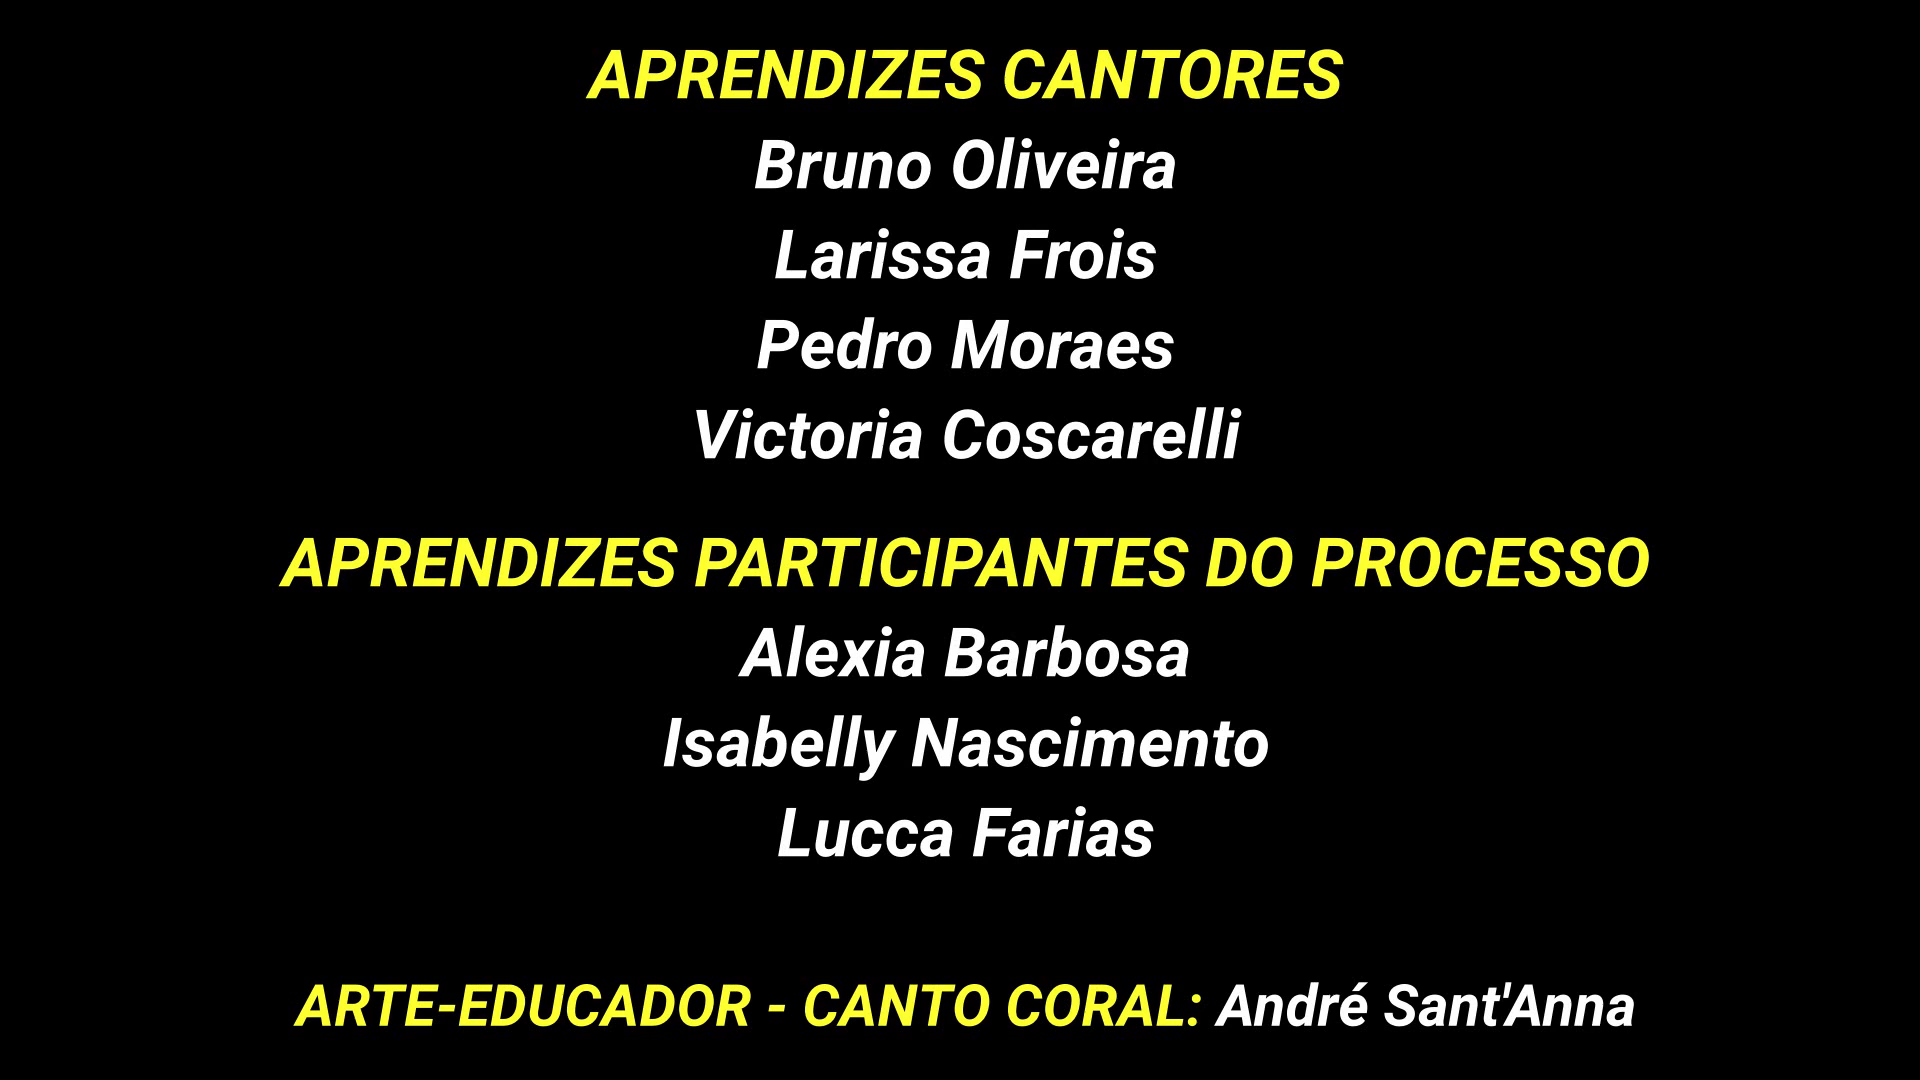 APRENDIZES CANTORES
Bruno Oliveira
Larissa Frois
Pedro Moraes
Victoria Coscarelli
APRENDIZES PARTICIPANTES DO PROCESSO
Alexia Barbosa
Isabelly Nascimento
Lucca Farias
ARTE-EDUCADOR - CANTO CORAL: André Sant'Anna